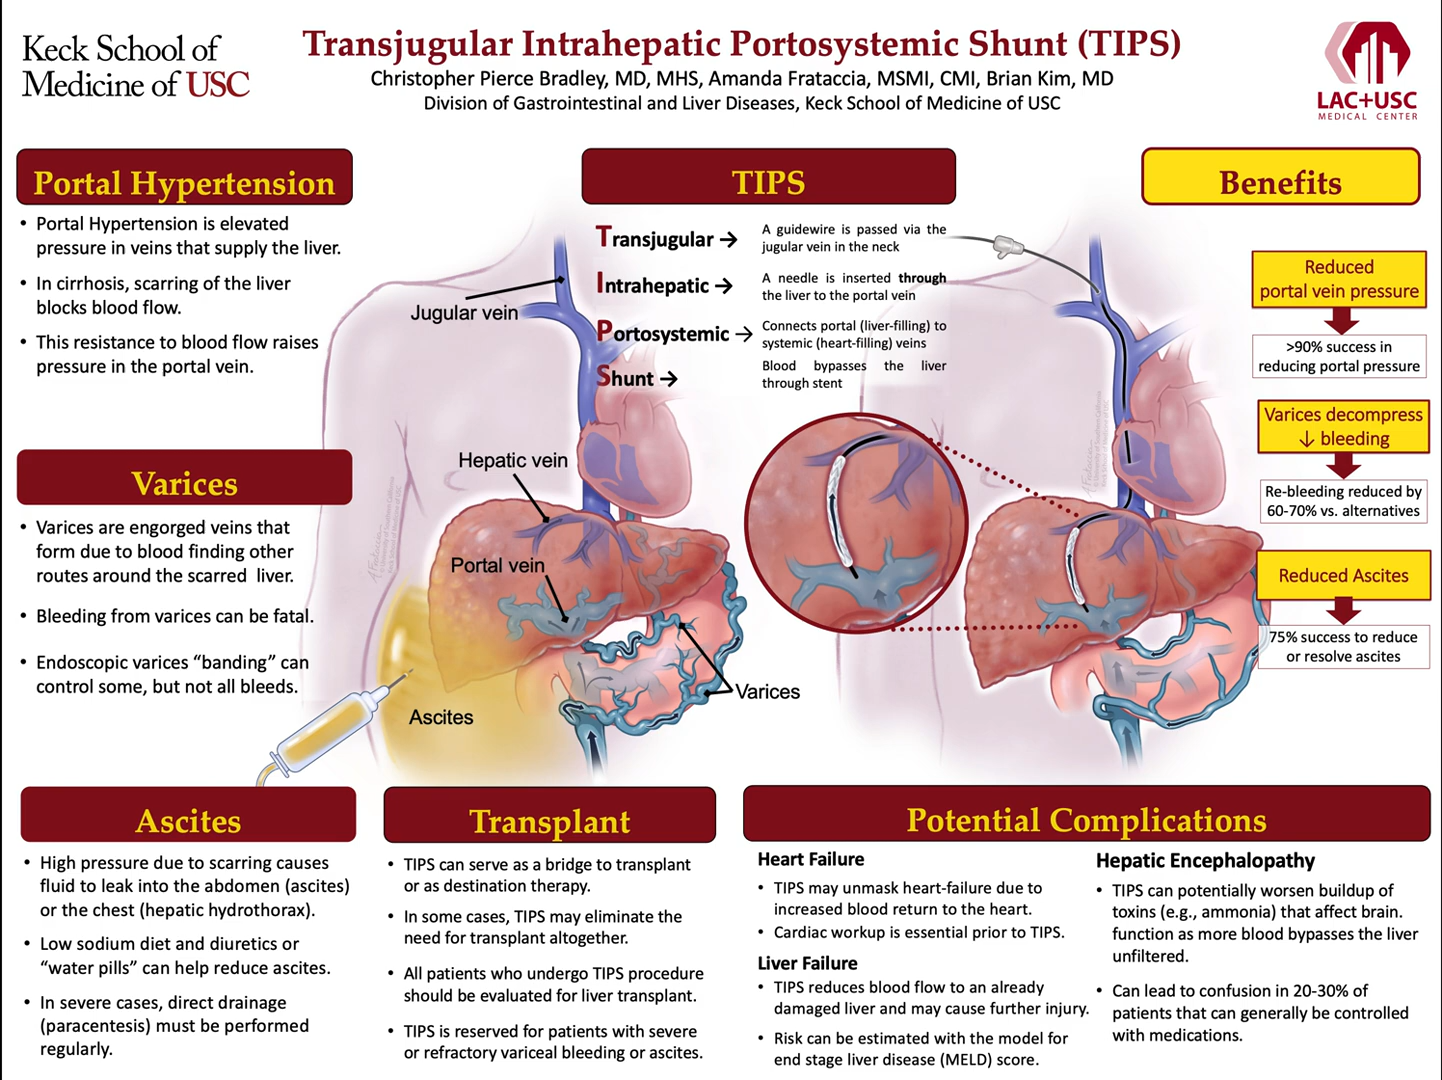 Keck School of
Medicine of USC
Transjugular Intrahepatic Portosystemic Shunt (TIPS)
Christopher Pierce Bradley, MD, MHS, Amanda Frataccia, MSMI, CMI, Brian Kim, MD
Division of Gastrointestinal and Liver Diseases, Keck School of Medicine of USC
LAC+USC
MEDICAL CENTER
Portal Hypertension
• Portal Hypertension is elevated
pressure in veins that supply the liver.
• In cirrhosis, scarring of the liver
blocks blood flow.
• This resistance to blood flow raises
pressure in the portal vein.
Varices
• Varices are engorged veins that
form due to blood finding other
routes around the scarred liver.
• Bleeding from varices can be fatal.
• Endoscopic varices “banding” can
control some, but not all bleeds.
TIPS
Transjugular →
A guidewire is passed via the
jugular vein in the neck
Intrahepatic →
A needle is inserted through
the liver to the portal vein
Portosystemic →
Connects portal (liver-filling) to
systemic (heart-filling) veins
Shunt →
Blood bypasses the liver
through stent
Jugular vein
Hepatic vein
Portal vein
Varices
Ascites
Benefits
Reduced
portal vein pressure
>90% success in
reducing portal pressure
Varices decompress
↓ bleeding
Re-bleeding reduced by
60-70% vs. alternatives
Reduced Ascites
75% success to reduce
or resolve ascites
Ascites
• High pressure due to scarring causes
fluid to leak into the abdomen (ascites)
or the chest (hepatic hydrothorax).
• Low sodium diet and diuretics or
“water pills” can help reduce ascites.
• In severe cases, direct drainage
(paracentesis) must be performed
regularly.
Transplant
• TIPS can serve as a bridge to transplant
or as destination therapy.
• In some cases, TIPS may eliminate the
need for transplant altogether.
• All patients who undergo TIPS procedure
should be evaluated for liver transplant.
• TIPS is reserved for patients with severe
or refractory variceal bleeding or ascites.
Potential Complications
Heart Failure
• TIPS may unmask heart-failure due to
increased blood return to the heart.
• Cardiac workup is essential prior to TIPS.
Liver Failure
• TIPS reduces blood flow to an already
damaged liver and may cause further injury.
• Risk can be estimated with the model for
end stage liver disease (MELD) score.
Hepatic Encephalopathy
• TIPS can potentially worsen buildup of
toxins (e.g., ammonia) that affect brain.
function as more blood bypasses the liver
unfiltered.
• Can lead to confusion in 20-30% of
patients that can generally be controlled
with medications.